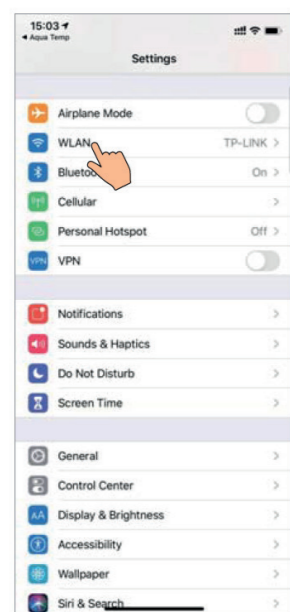 15:03
Aqua Temp
Settings
Airplane Mode
WLAN TP-LINK
On
Cellular
Personal Hotspot Off
VPN VPN
Notifications
Sounds & Haptics
Do Not Disturb
Screen Time
General
Control Center
AA Display & Brightness
Accessibility
Wallpaper
Siri & Search